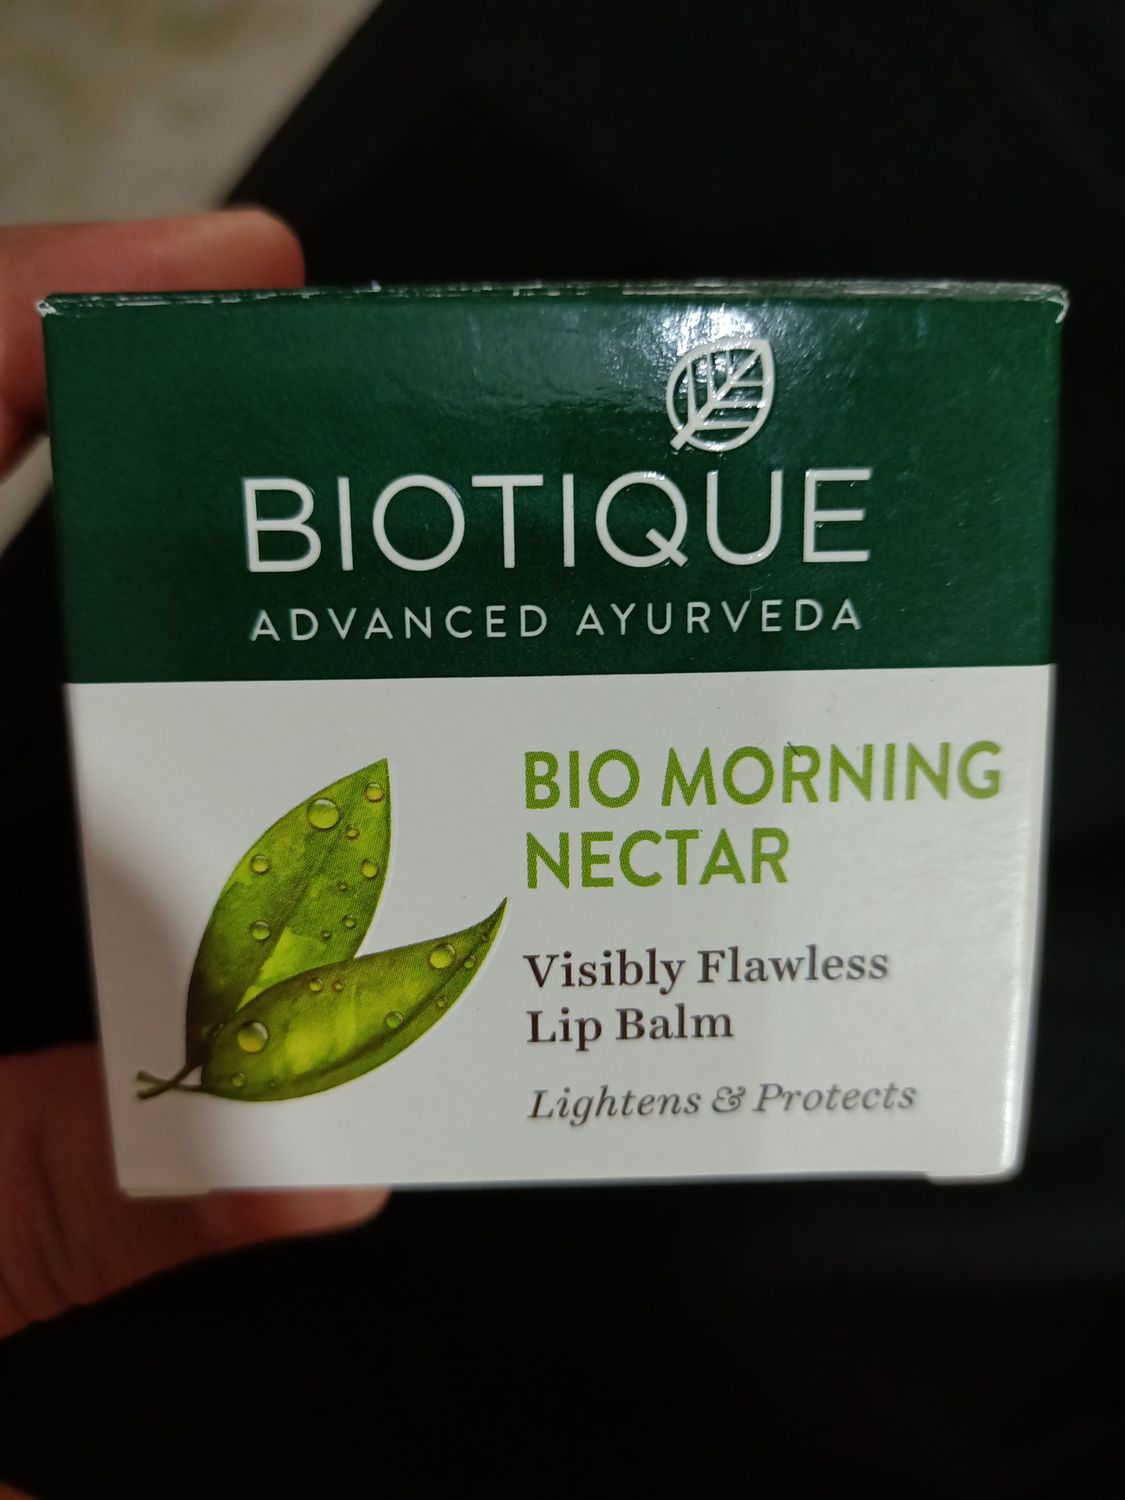 BIOTIQUE
ADVANCED AYURVEDA
BIO MORNING
NECTAR
Visibly Flawless
Lip Balm
Lightens & Protects